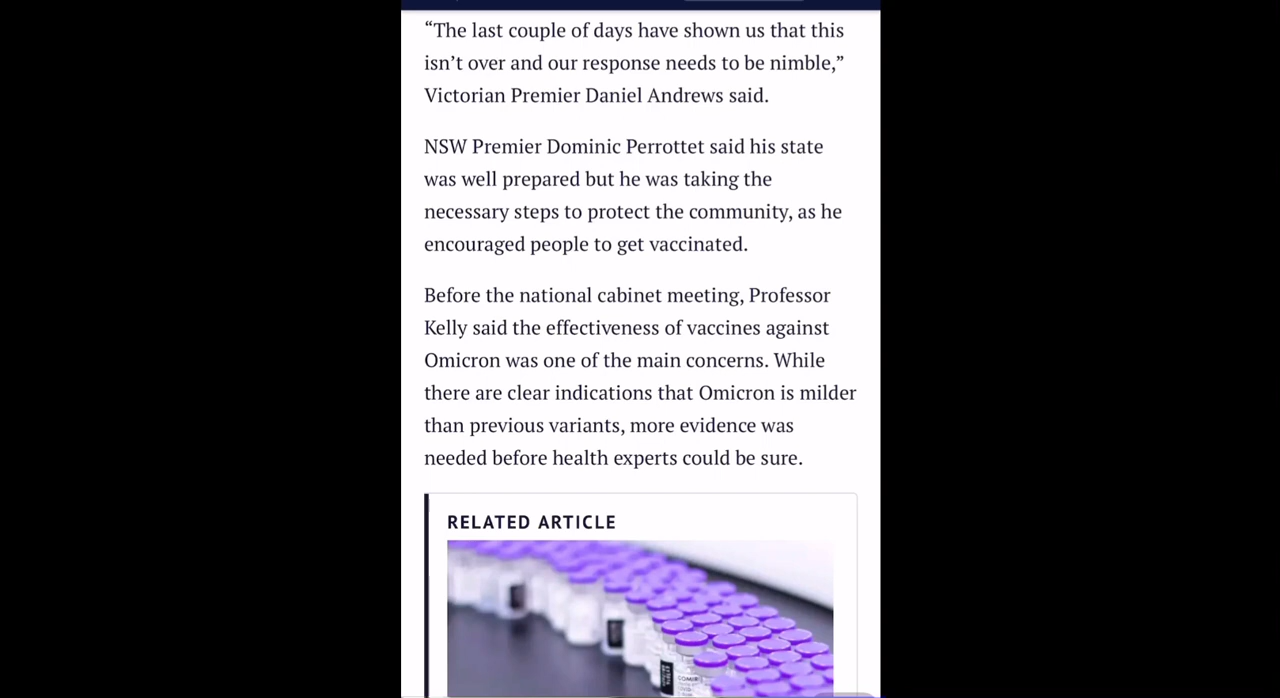 “The last couple of days have shown us that this
isn’t over and our response needs to be nimble,”
Victorian Premier Daniel Andrews said.
NSW Premier Dominic Perrottet said his state
was well prepared but he was taking the
necessary steps to protect the community, as he
encouraged people to get vaccinated.
Before the national cabinet meeting, Professor
Kelly said the effectiveness of vaccines against
Omicron was one of the main concerns. While
there are clear indications that Omicron is milder
than previous variants, more evidence was
needed before health experts could be sure.
RELATED ARTICLE